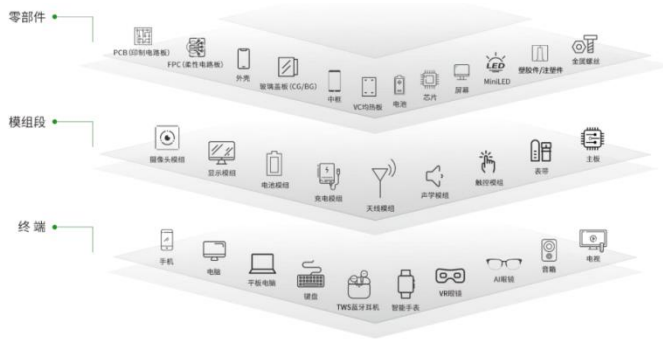 零部件
PCB(印制电路板)
FPC(柔性电路板)
外壳
玻璃盖板(CG/BG)
中框
VC均热板
电池
芯片
屏幕
LED
MiniLED
塑胶件/注塑件
金属螺丝
模组段
摄像头模组
显示模组
电池模组
充电模组
天线模组
声学模组
触控模组
表带
主板
终端
手机
电脑
平板电脑
键盘
TWS蓝牙耳机
智能手表
VR眼镜
AI眼镜
音箱
电视